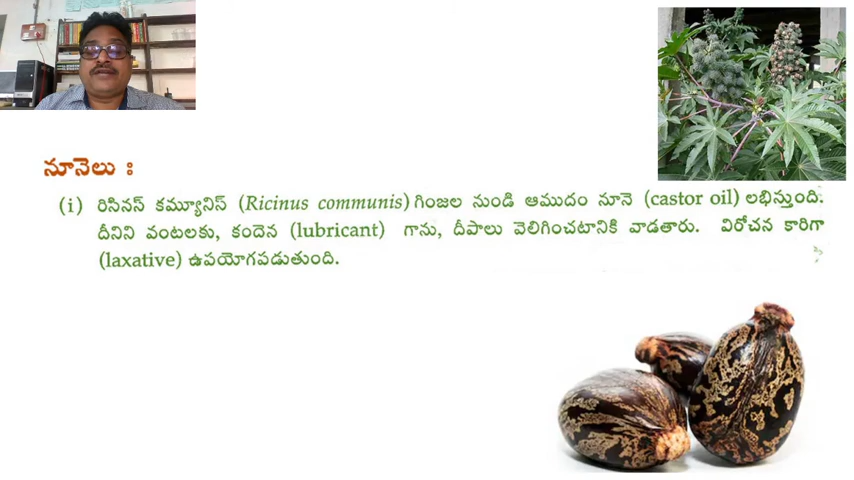 నూనెలు :
(i) రిసినస్ కమ్యూనిస్ (Ricinus communis) గింజల నుండి ఆముదం నూనె (castor oil) లభిస్తుంది.
దీనిని వంటలకు, కందెన (lubricant) గాను, దీపాలు వెలిగించటానికి వాడతారు. విరోచన కారిగా
(laxative) ఉపయోగపడుతుంది.